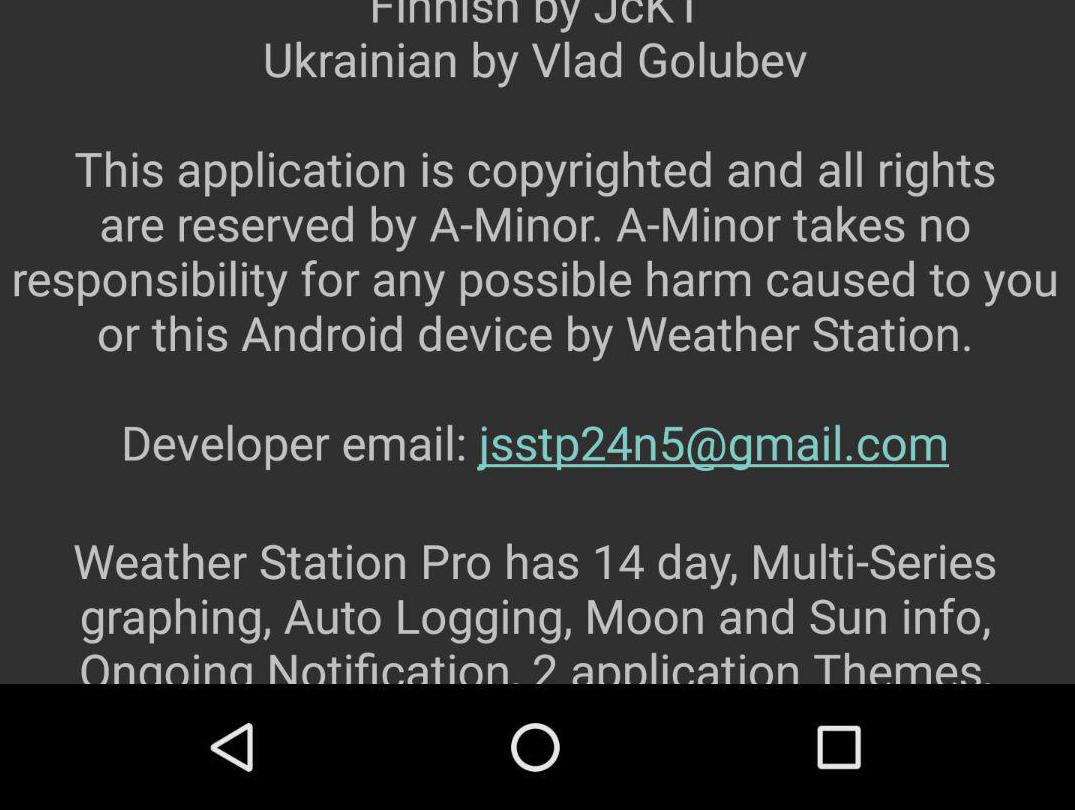 Finnish by JcKT
Ukrainian by Vlad Golubev
This application is copyrighted and all rights
are reserved by A-Minor. A-Minor takes no
responsibility for any possible harm caused to you
or this Android device by Weather Station.
Developer email: jsstp24n5@gmail.com
Weather Station Pro has 14 day, Multi-Series
graphing, Auto Logging, Moon and Sun info,
Ongoing Notification, 2 application Themes,